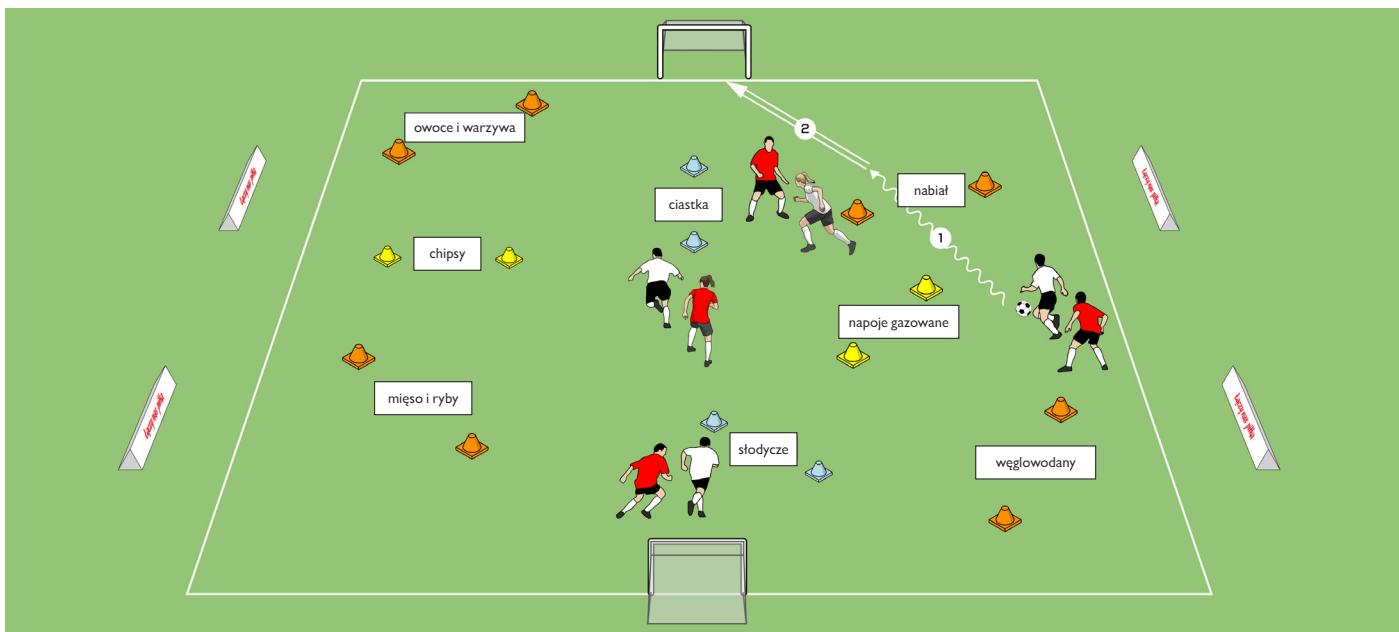 2
owoce i warzywa
nabiał
ciastka
1
chipsy
napoje gazowane
mięso i ryby
słodycze
węglowodany